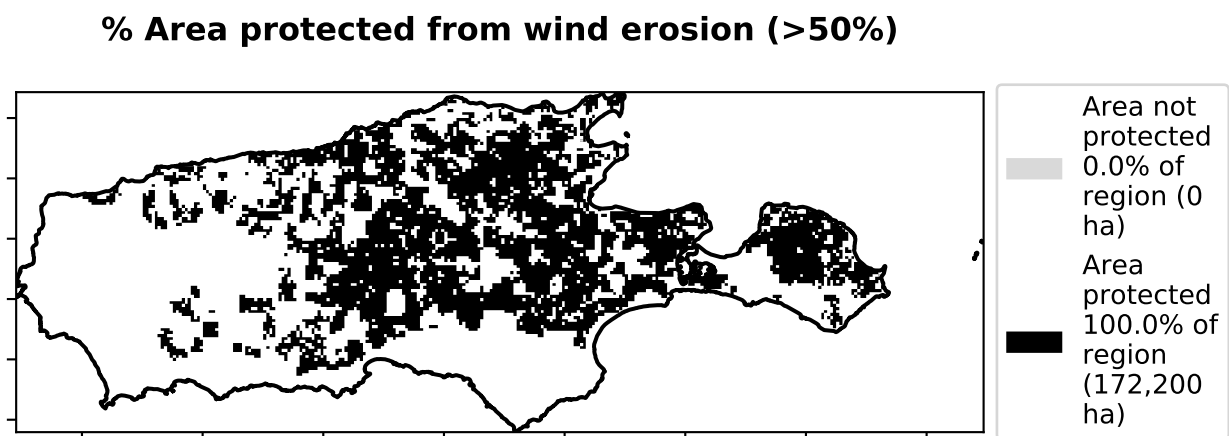 % Area protected from wind erosion (>50%)
Area not
protected
0.0% of
region (0
ha)
Area
protected
100.0% of
region
(172,200
ha)